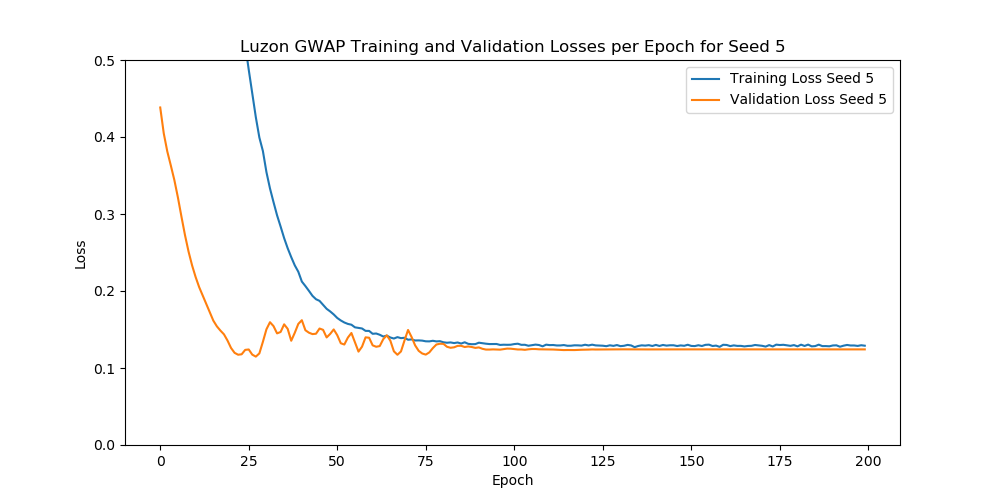 Luzon GWAP Training and Validation Losses per Epoch for Seed 5
Training Loss Seed 5
Validation Loss Seed 5
Loss
0.5
0.4
0.3
0.2
0.1
0.0
0 25 50 75 100 125 150 175 200
Epoch